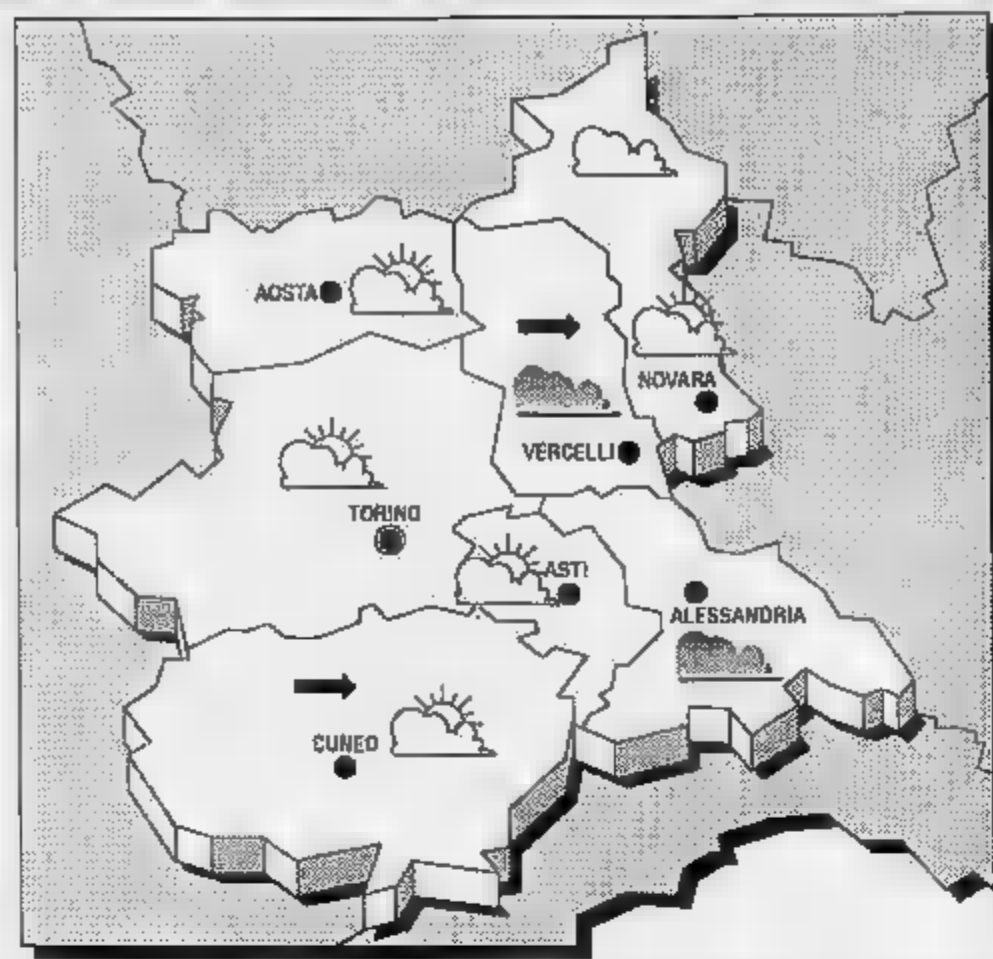 AOSTA
NOVARA
VERCELLI
TORINO
ASTI
ALESSANDRIA
CUNEO